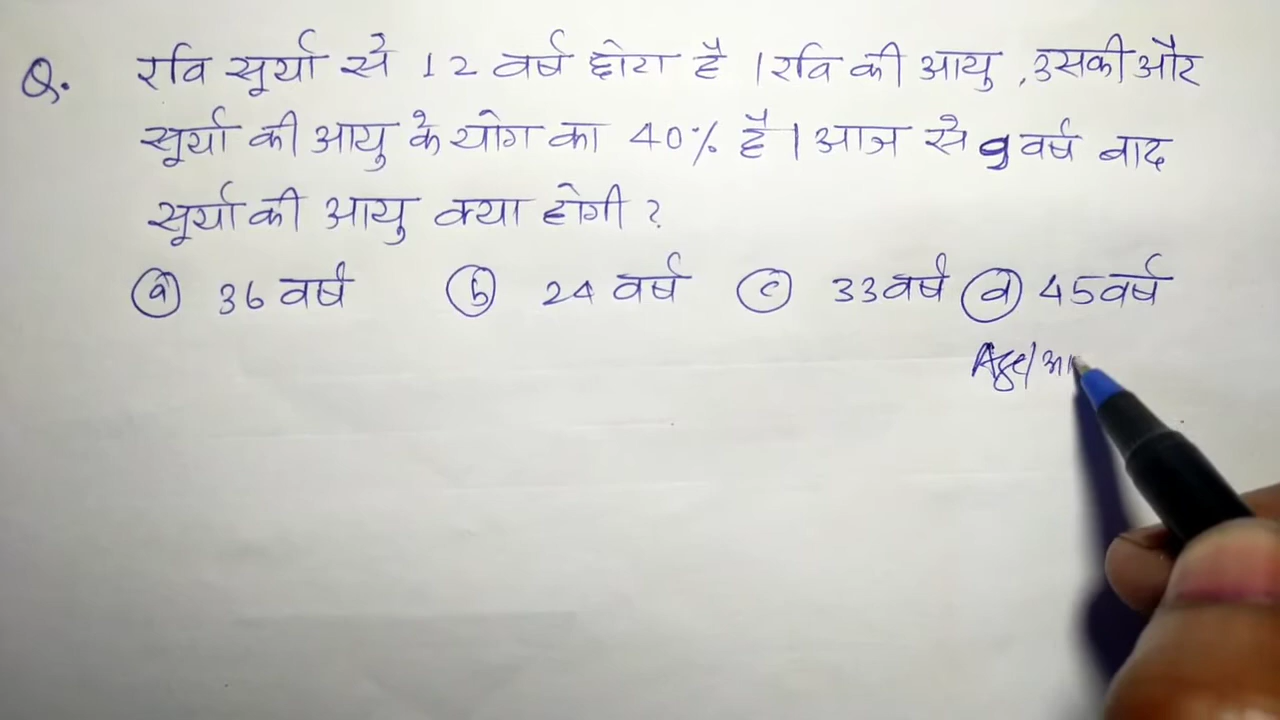 Q. रवि सूर्या से 12 वर्ष छोटा है । रवि की आयु , उसकी और
सूर्या की आयु के योग का 40% है । आज से 9 वर्ष बाद
सूर्या की आयु क्या होगी ?
(a) 36 वर्ष (b) 24 वर्ष (c) 33 वर्ष (d) 45 वर्ष
Age/आ